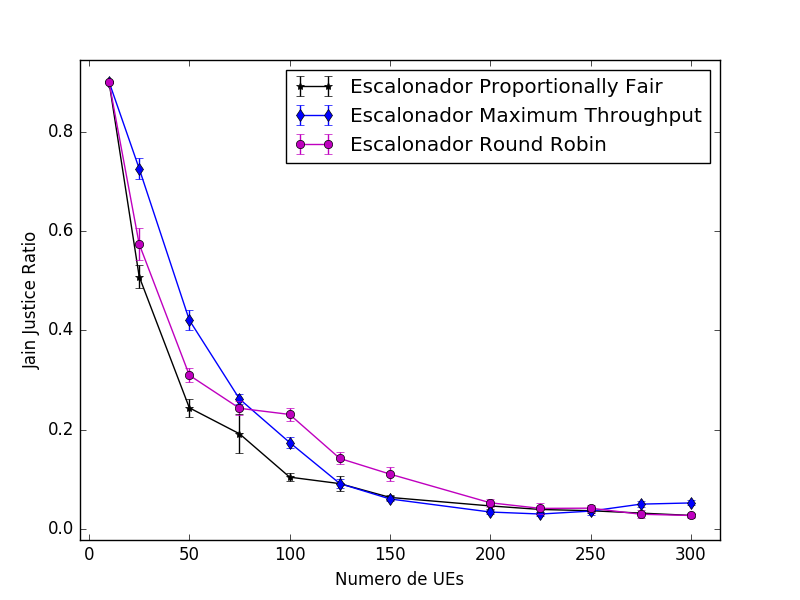 Escalonador Proportionally Fair
Escalonador Maximum Throughput
Escalonador Round Robin
Jain Justice Ratio
0.8
0.6
0.4
0.2
0.0
0 50 100 150 200 250 300
Numero de UEs